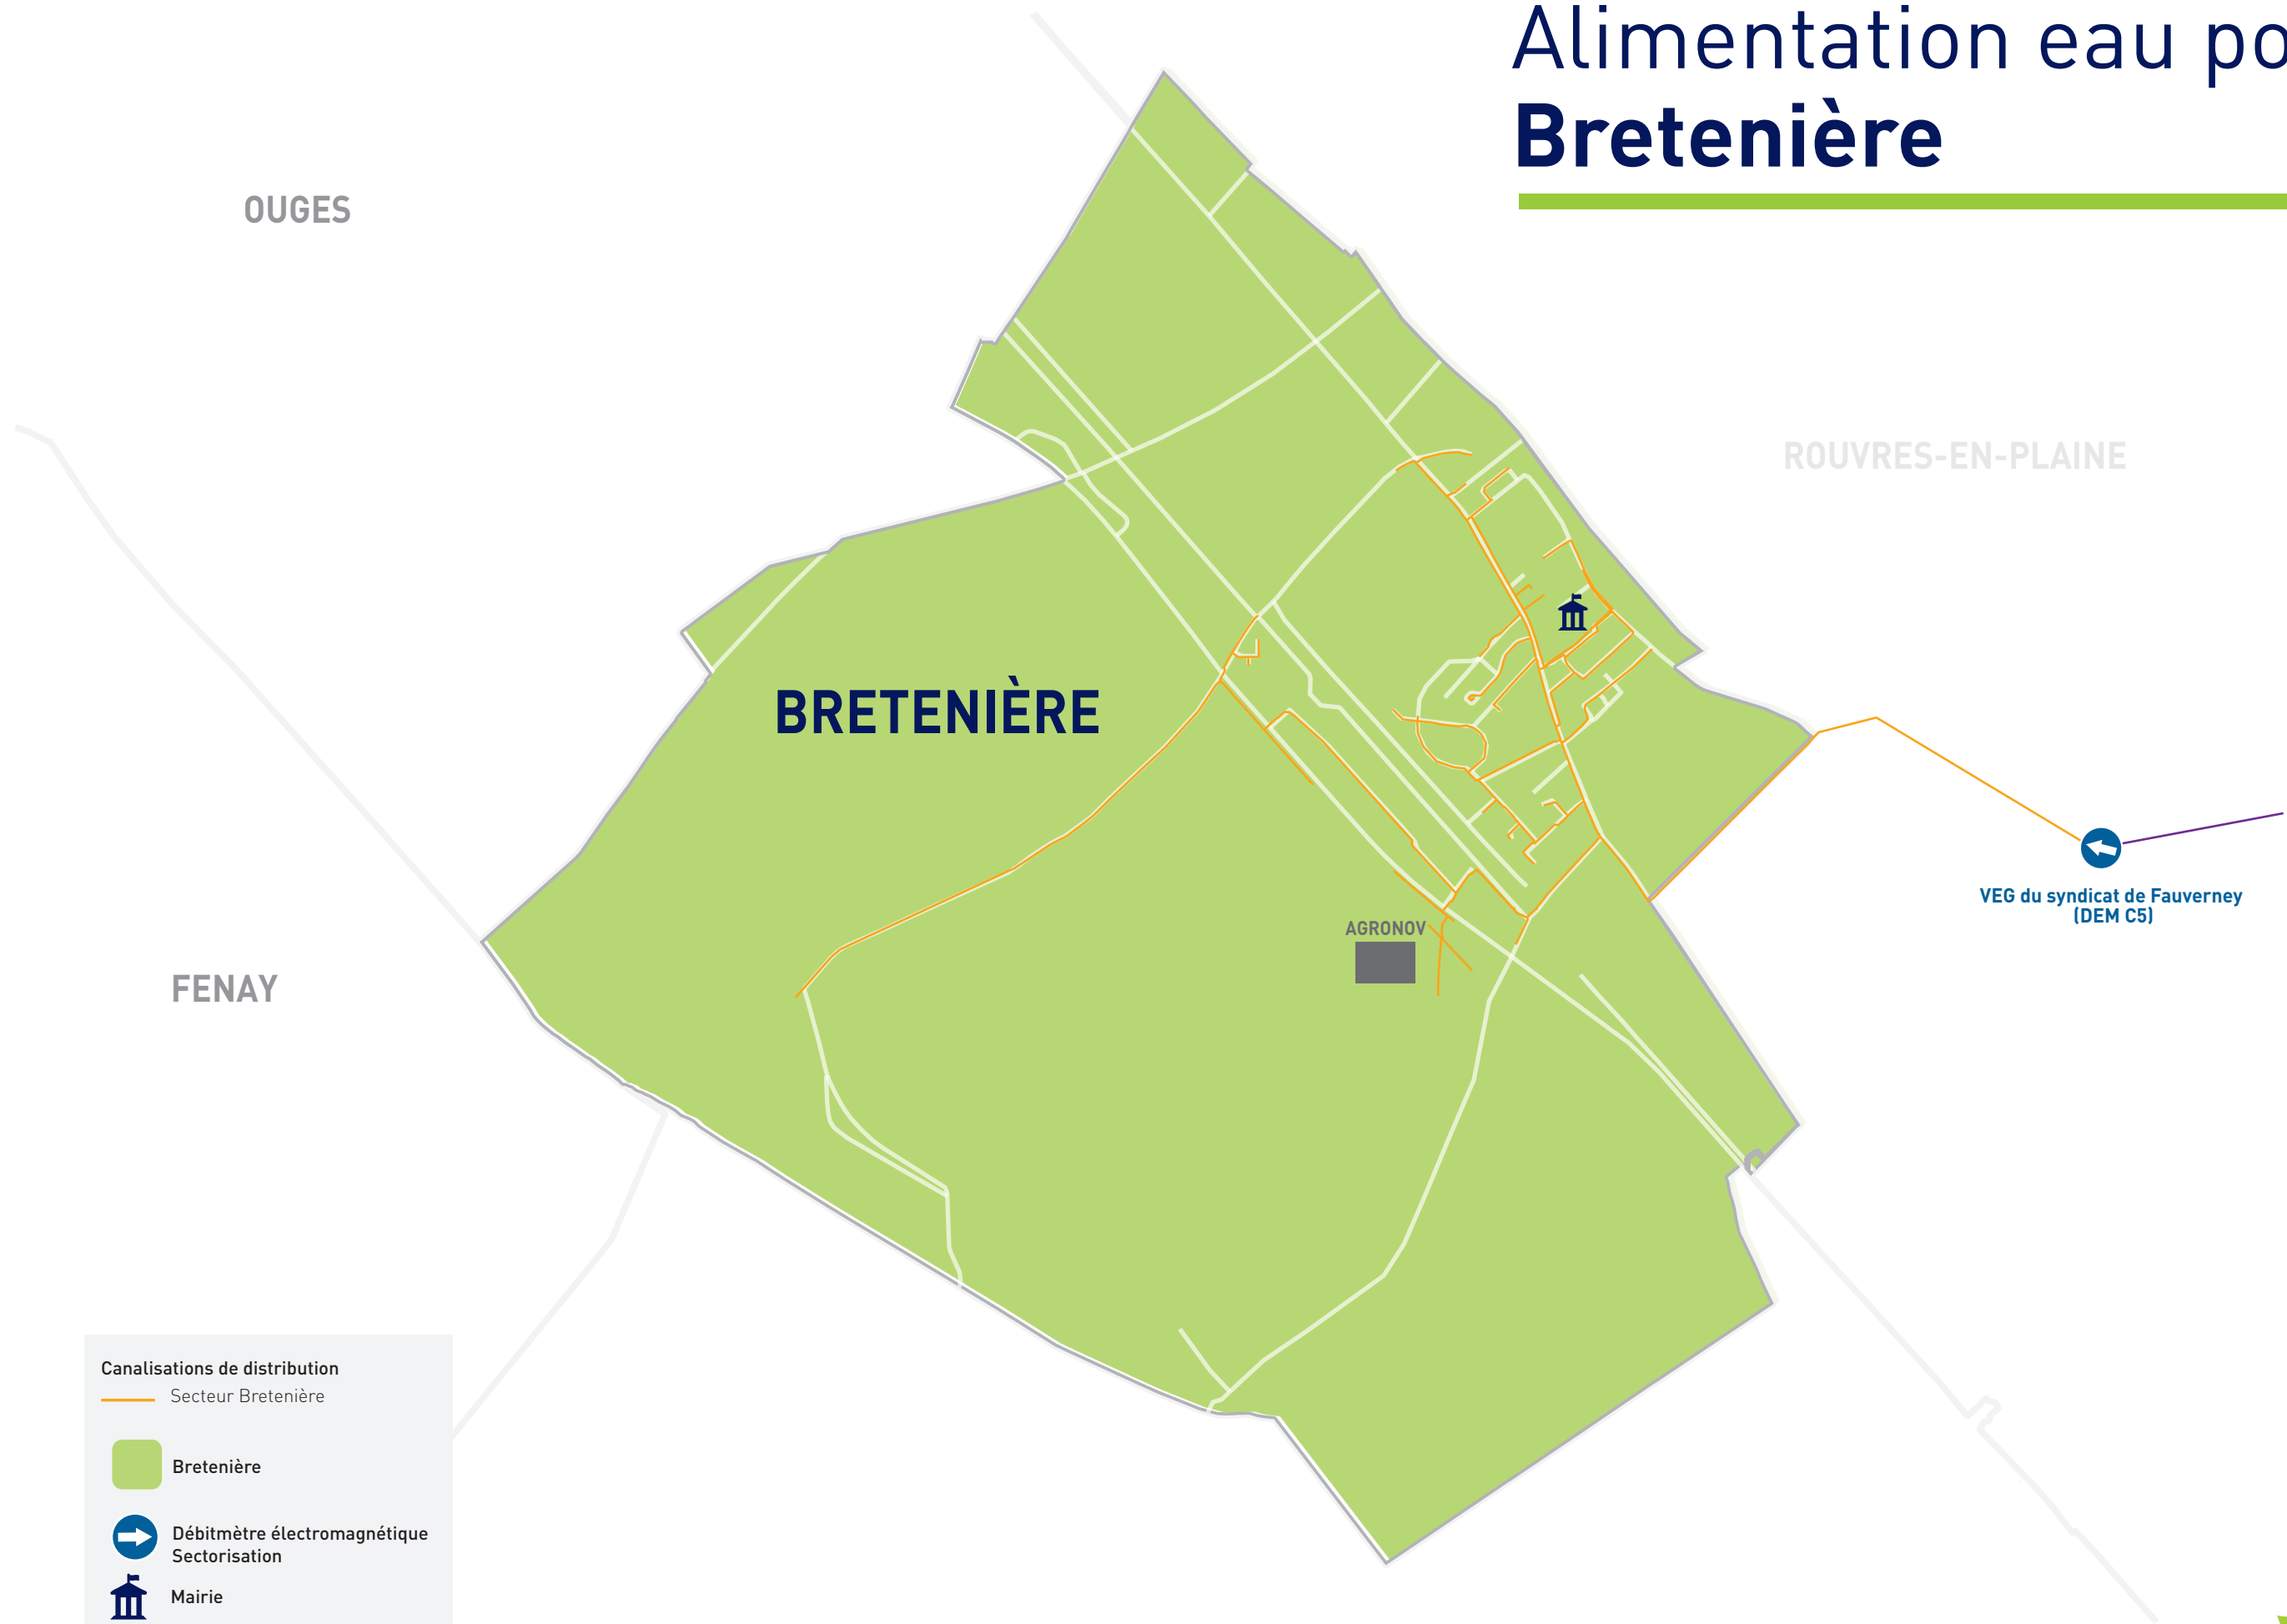 Alimentation eau po
Bretenière
OUGES
ROUVRES-EN-PLAINE
BRETENIÈRE
VEG du syndicat de Fauverney
(DEM C5)
AGRONOV
FENAY
Canalisations de distribution
Secteur Bretenière
Bretenière
Débitmètre électromagnétique
Sectorisation
Mairie